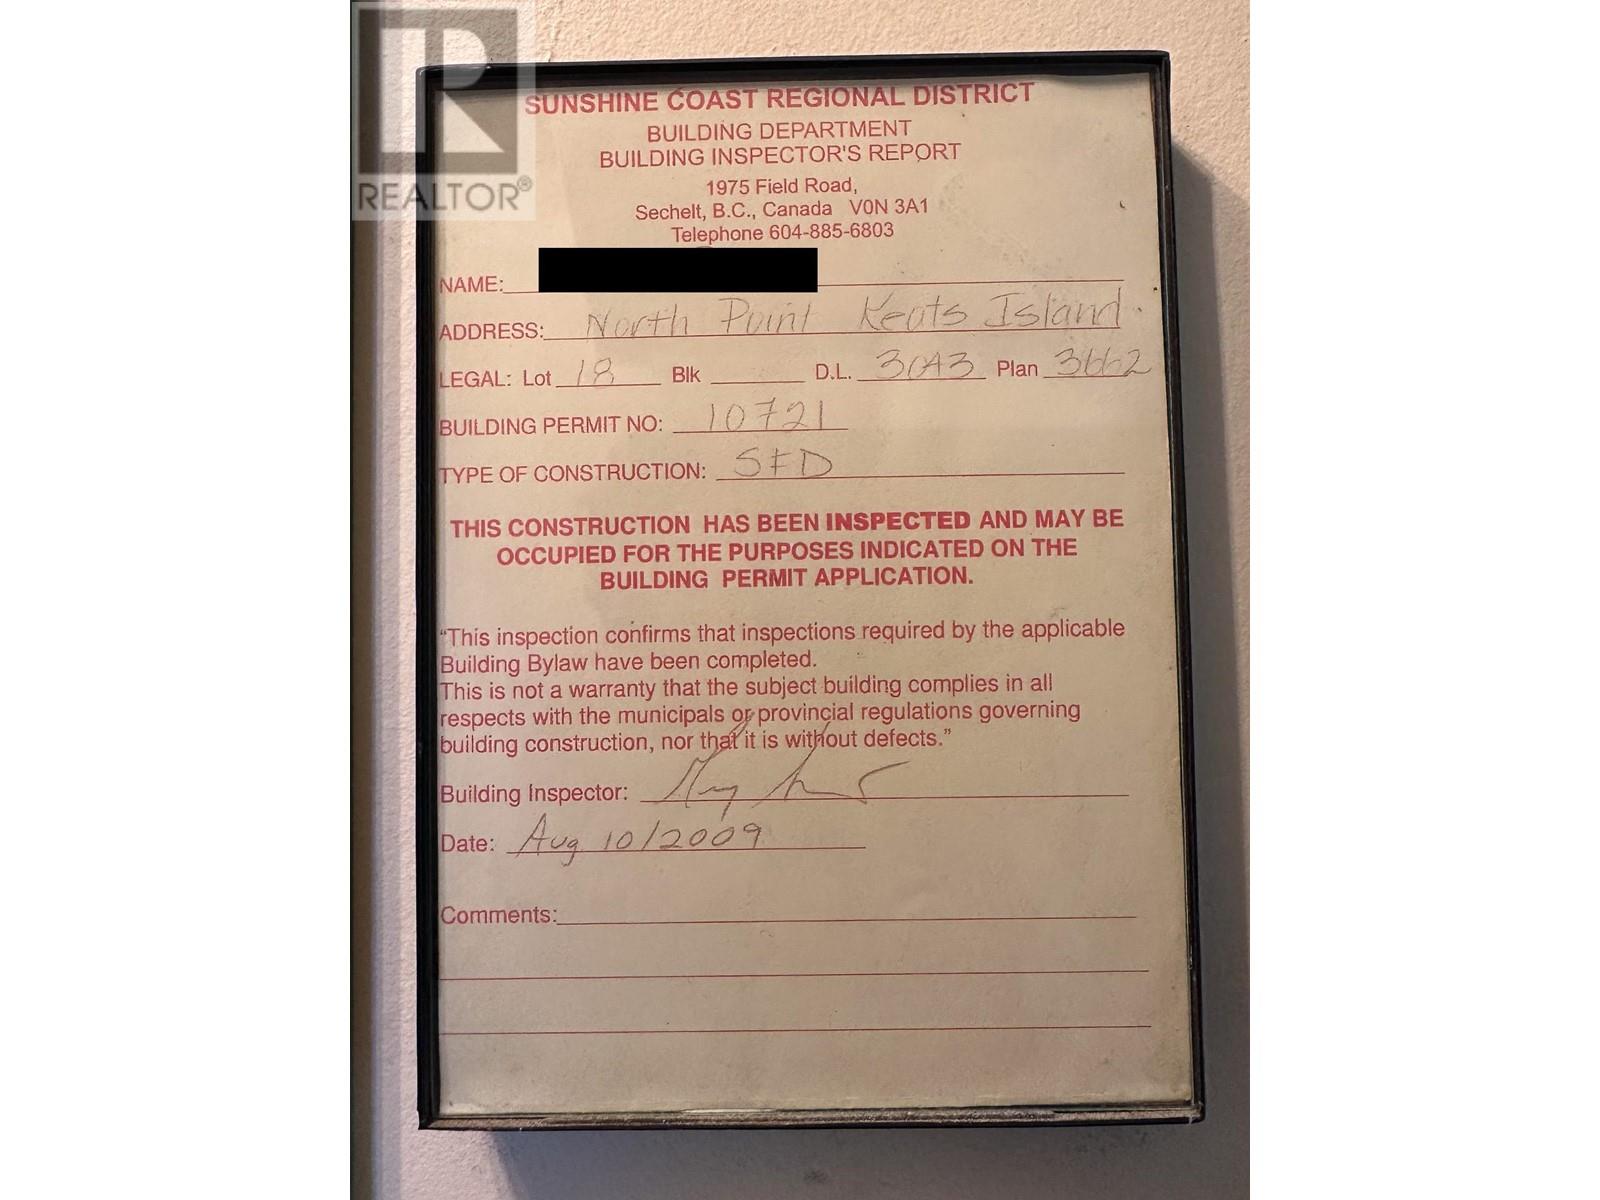 REALTOR®
SUNSHINE COAST REGIONAL DISTRICT
BUILDING DEPARTMENT
BUILDING INSPECTOR'S REPORT
1975 Field Road,
Sechelt, B.C., Canada V0N 3A1
Telephone 604-885-6803
NAME:
ADDRESS: North Point Keats Island
LEGAL: Lot 18 Blk D.L. 3043 Plan 3662
BUILDING PERMIT NO: 10721
TYPE OF CONSTRUCTION: SFD
THIS CONSTRUCTION HAS BEEN INSPECTED AND MAY BE
OCCUPIED FOR THE PURPOSES INDICATED ON THE
BUILDING PERMIT APPLICATION.
“This inspection confirms that inspections required by the applicable
Building Bylaw have been completed.
This is not a warranty that the subject building complies in all
respects with the municipals or provincial regulations governing
building construction, nor that it is without defects.”
Building Inspector:
Date: Aug 10/2009
Comments: